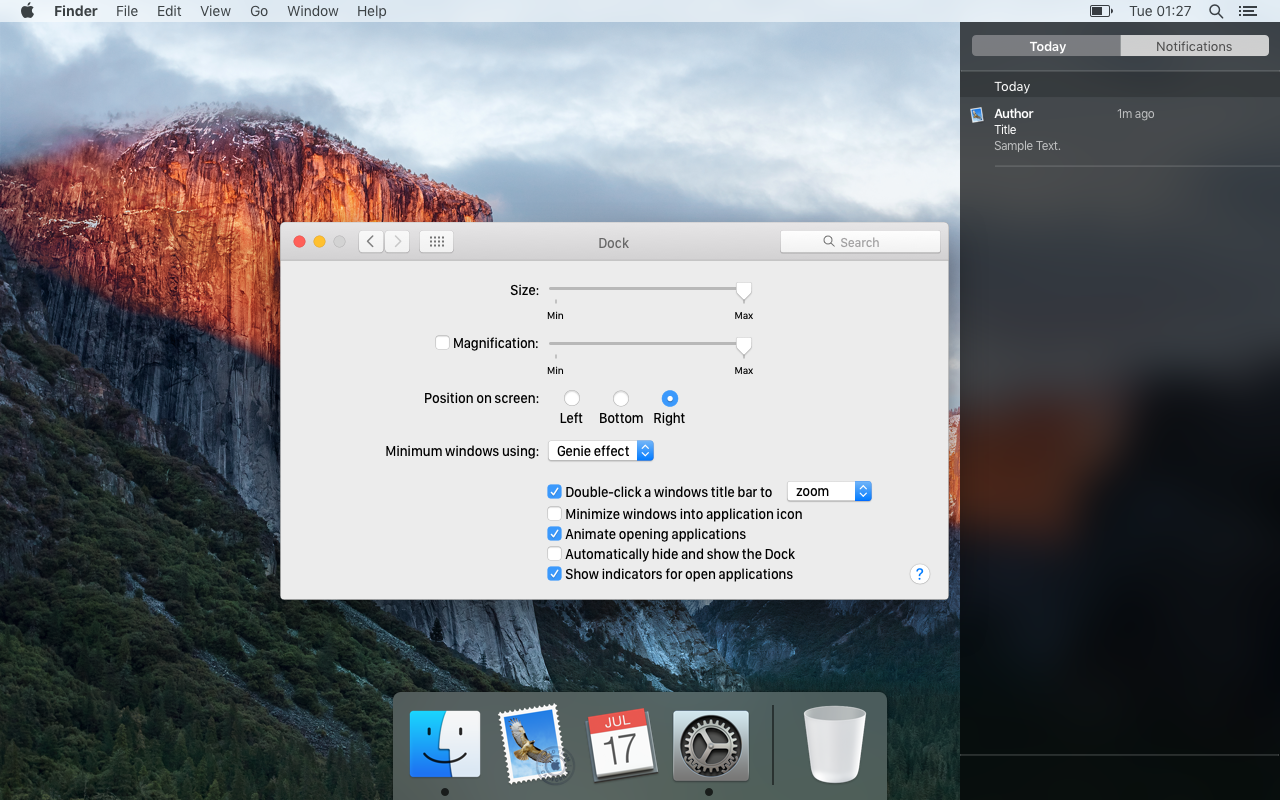 Finder File Edit View Go Window Help Tue 01:27
Today Notifications
Today
Author 1m ago
Title
Sample Text.
Dock Search
Size:
Min Max
Magnification:
Min Max
Position on screen:
Left Bottom Right
Minimum windows using: Genie effect
Double-click a windows title bar to zoom
Minimize windows into application icon
Animate opening applications
Automatically hide and show the Dock
Show indicators for open applications ?
JUL
17